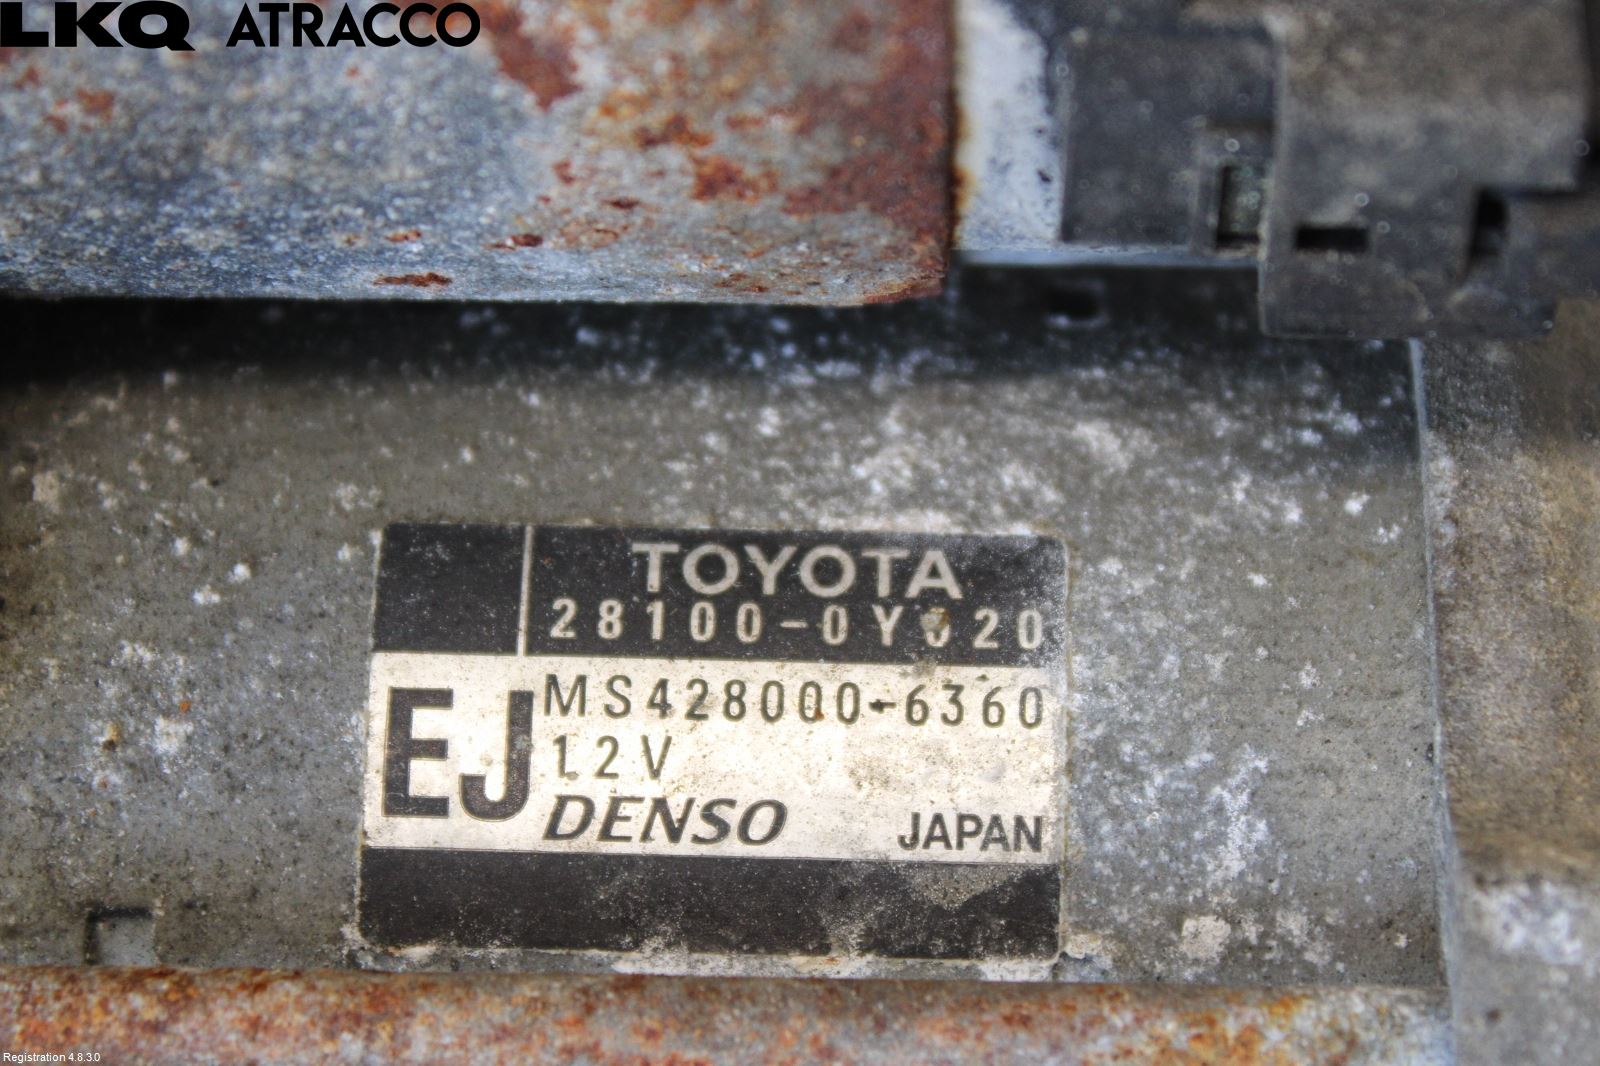 LKQ ATRACCO
TOYOTA
28100-0Y020
EJ
MS428000-6360
12V
DENSO JAPAN
Registration 4.8.3.0